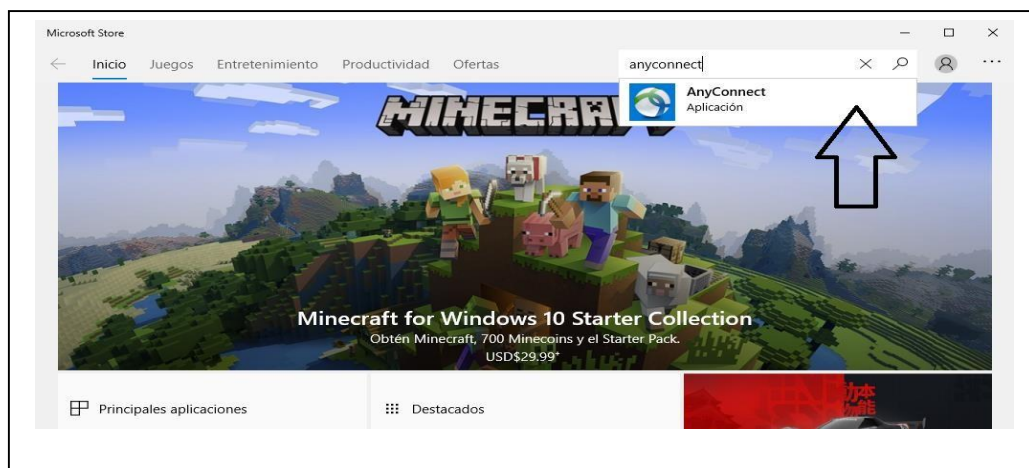 Microsoft Store
Inicio Juegos Entretenimiento Productividad Ofertas
anyconnect
AnyConnect
Aplicación
Minecraft for Windows 10 Starter Collection
Obtén Minecraft, 700 Minecoins y el Starter Pack.
USD$29.99*
Principales aplicaciones
Destacados